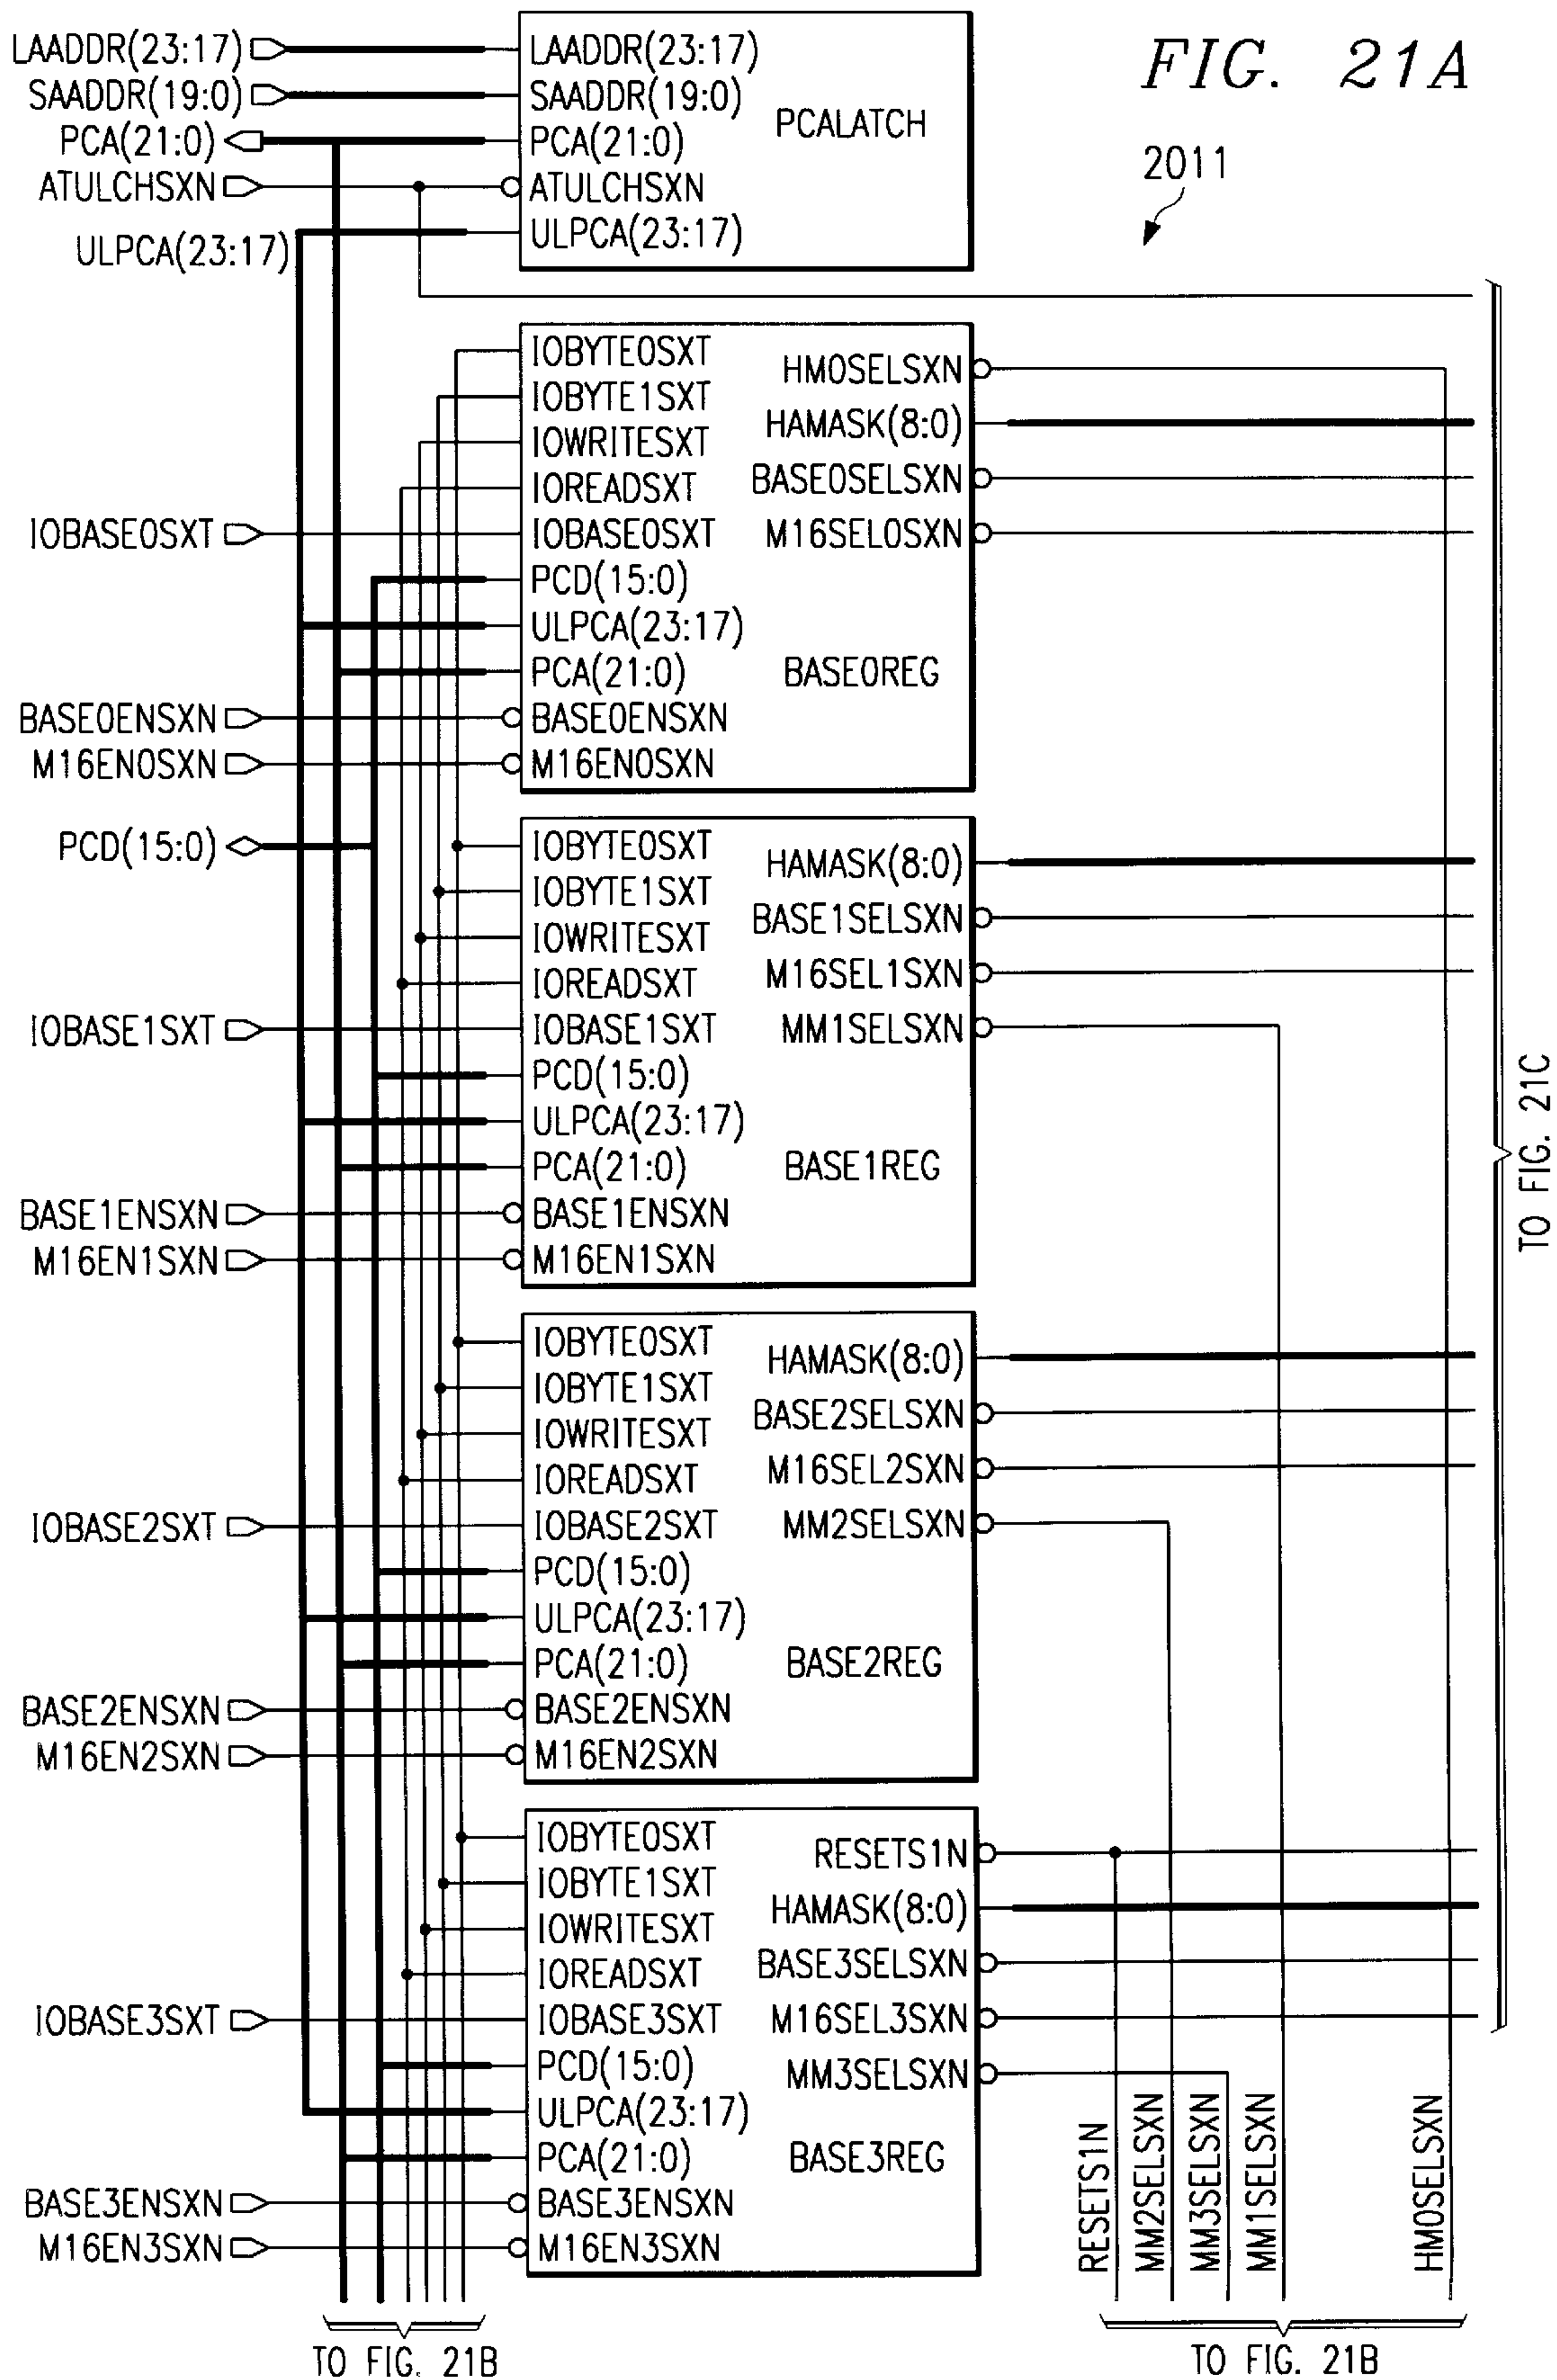 FIG. 21A
2011
LAADDR(23:17)
SAADDR(19:0)
PCA(21:0)
ATULCHSXN
ULPCA(23:17)
LAADDR(23:17)
SAADDR(19:0)
PCA(21:0)
ATULCHSXN
ULPCA(23:17)
PCALATCH
IOBASE0SXT
BASE0ENSXN
M16EN0SXN
PCD(15:0)
IOBYTE0SXT
IOBYTE1SXT
IOWRITESXT
IOREADSXT
IOBASE0SXT
PCD(15:0)
ULPCA(23:17)
PCA(21:0)
BASE0ENSXN
M16EN0SXN
HM0SELSXN
HAMASK(8:0)
BASE0SELSXN
M16SEL0SXN
BASE0REG
IOBASE1SXT
BASE1ENSXN
M16EN1SXN
IOBYTE0SXT
IOBYTE1SXT
IOWRITESXT
IOREADSXT
IOBASE1SXT
PCD(15:0)
ULPCA(23:17)
PCA(21:0)
BASE1ENSXN
M16EN1SXN
HAMASK(8:0)
BASE1SELSXN
M16SEL1SXN
MM1SELSXN
BASE1REG
IOBASE2SXT
BASE2ENSXN
M16EN2SXN
IOBYTE0SXT
IOBYTE1SXT
IOWRITESXT
IOREADSXT
IOBASE2SXT
PCD(15:0)
ULPCA(23:17)
PCA(21:0)
BASE2ENSXN
M16EN2SXN
HAMASK(8:0)
BASE2SELSXN
M16SEL2SXN
MM2SELSXN
BASE2REG
IOBASE3SXT
BASE3ENSXN
M16EN3SXN
IOBYTE0SXT
IOBYTE1SXT
IOWRITESXT
IOREADSXT
IOBASE3SXT
PCD(15:0)
ULPCA(23:17)
PCA(21:0)
BASE3ENSXN
M16EN3SXN
RESETS1N
HAMASK(8:0)
BASE3SELSXN
M16SEL3SXN
MM3SELSXN
BASE3REG
RESETS1N
MM2SELSXN
MM3SELSXN
MM1SELSXN
HM0SELSXN
TO FIG. 21C
TO FIG. 21B
TO FIG. 21B